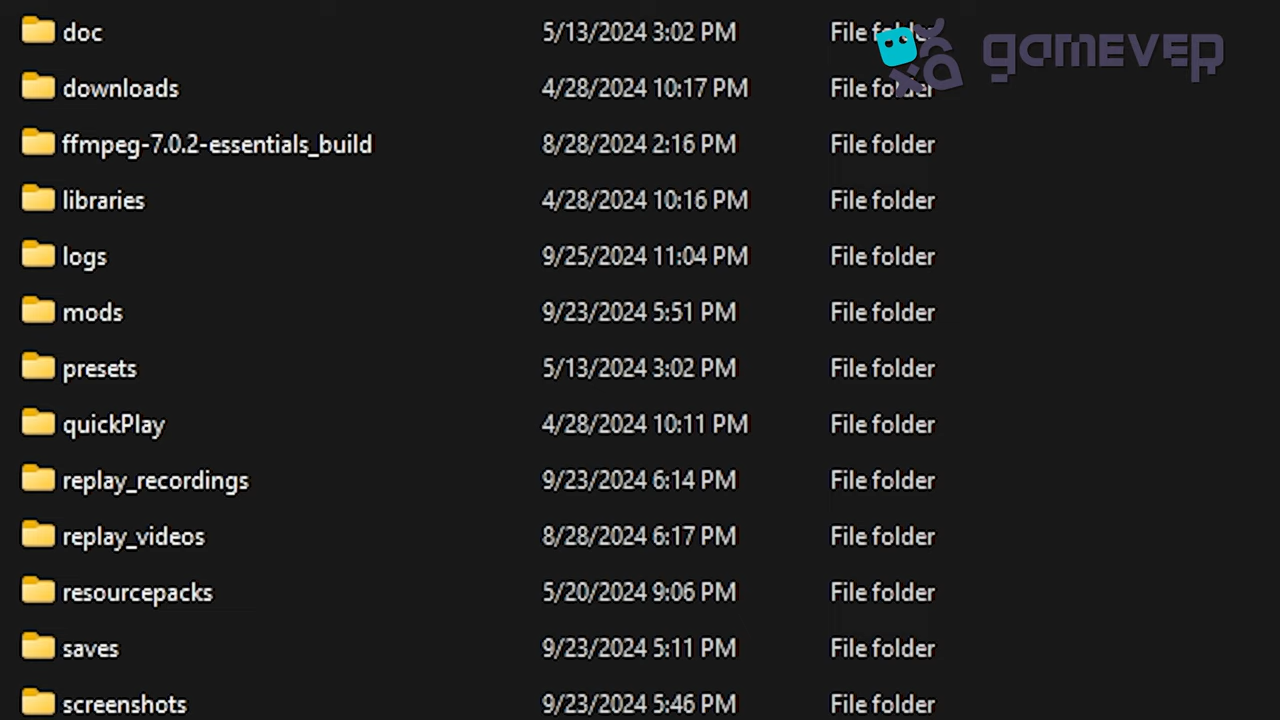 doc 5/13/2024 3:02 PM File folder
gamever
downloads 4/28/2024 10:17 PM File folder
ffmpeg-7.0.2-essentials_build 8/28/2024 2:16 PM File folder
libraries 4/28/2024 10:16 PM File folder
logs 9/25/2024 11:04 PM File folder
mods 9/23/2024 5:51 PM File folder
presets 5/13/2024 3:02 PM File folder
quickPlay 4/28/2024 10:11 PM File folder
replay_recordings 9/23/2024 6:14 PM File folder
replay_videos 8/28/2024 6:17 PM File folder
resourcepacks 5/20/2024 9:06 PM File folder
saves 9/23/2024 5:11 PM File folder
screenshots 9/23/2024 5:46 PM File folder